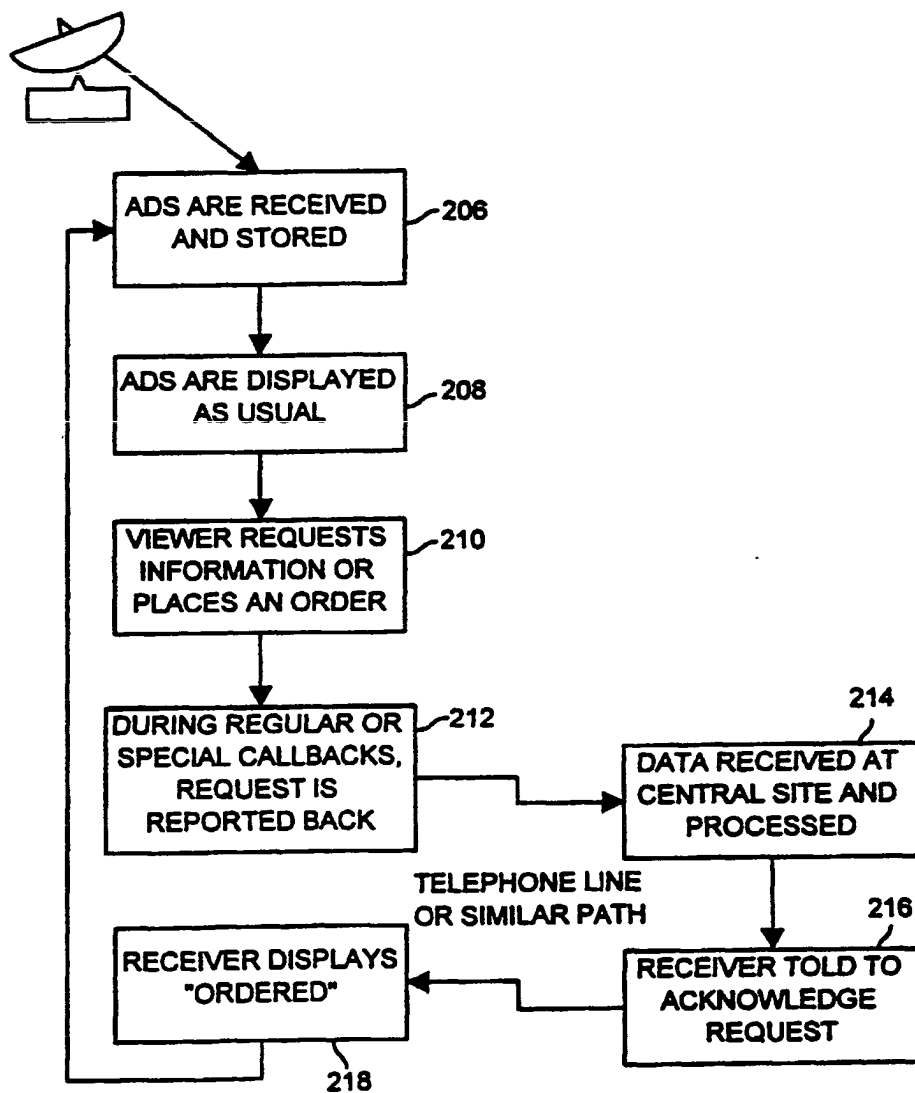 ADS ARE RECEIVED
AND STORED
206
ADS ARE DISPLAYED
AS USUAL
208
VIEWER REQUESTS
INFORMATION OR
PLACES AN ORDER
210
DURING REGULAR OR
SPECIAL CALLBACKS,
REQUEST IS
REPORTED BACK
212
214
DATA RECEIVED AT
CENTRAL SITE AND
PROCESSED
TELEPHONE LINE
OR SIMILAR PATH
216
RECEIVER TOLD TO
ACKNOWLEDGE
REQUEST
RECEIVER DISPLAYS
"ORDERED"
218